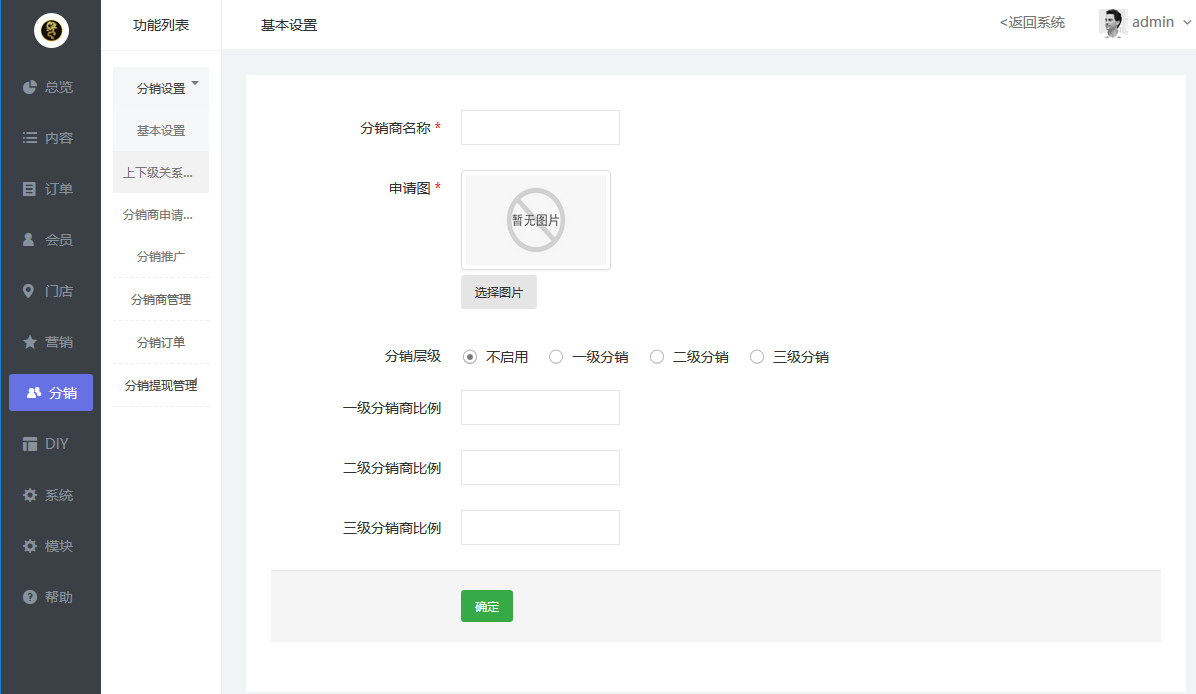 功能列表
基本设置
<返回系统
admin
总览
内容
订单
会员
门店
营销
分销
DIY
系统
模块
帮助
分销设置
基本设置
上下级关系...
分销商申请...
分销推广
分销商管理
分销订单
分销提现管理
分销商名称 *
申请图 *
暂无图片
选择图片
分销层级 不启用 一级分销 二级分销 三级分销
一级分销商比例
二级分销商比例
三级分销商比例
确定